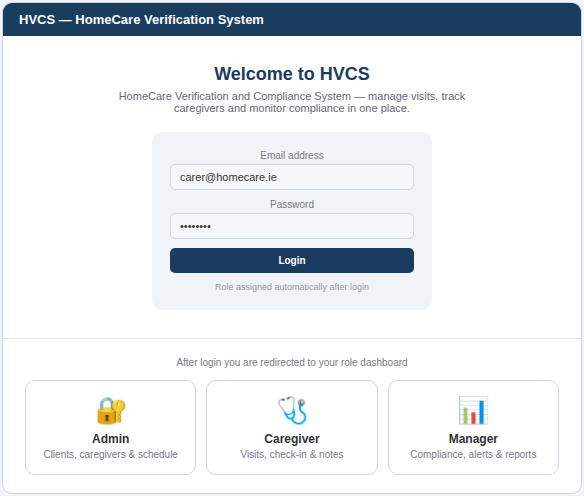 HVCS — HomeCare Verification System
Welcome to HVCS
HomeCare Verification and Compliance System — manage visits, track
caregivers and monitor compliance in one place.
Email address
carer@homecare.ie
Password
••••••••
Login
Role assigned automatically after login
After login you are redirected to your role dashboard
Admin
Clients, caregivers & schedule
Caregiver
Visits, check-in & notes
Manager
Compliance, alerts & reports